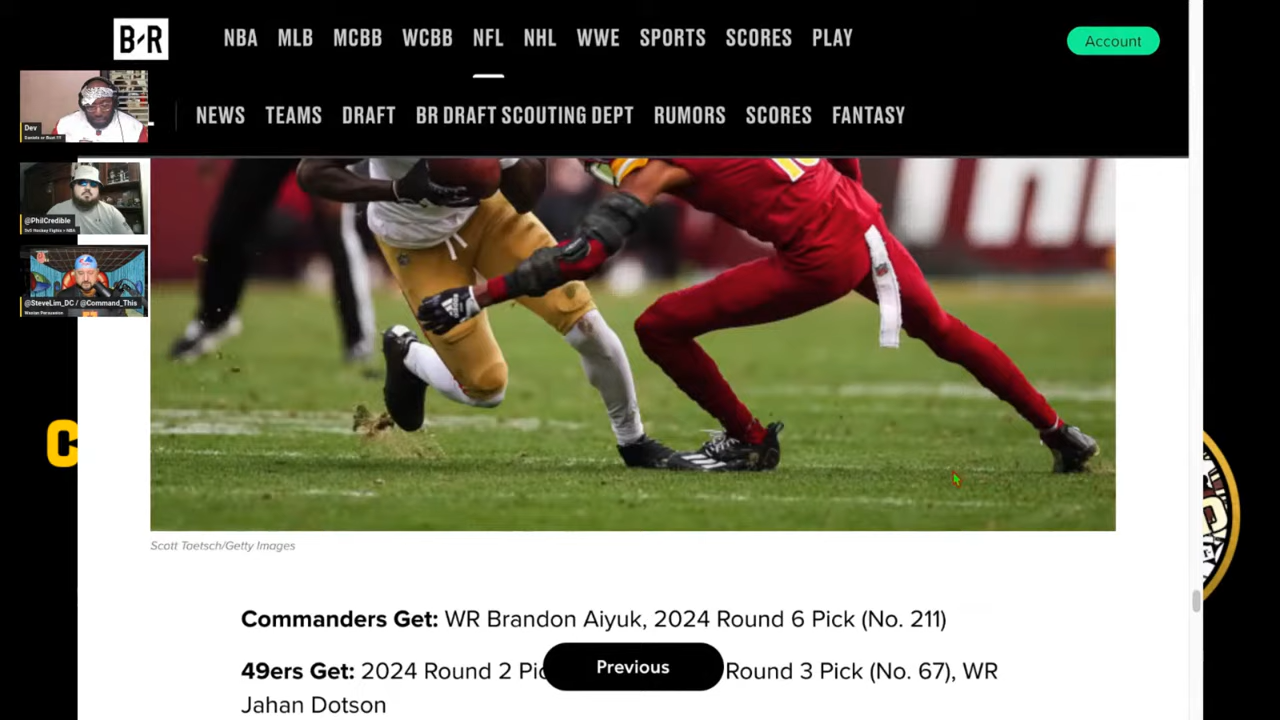 B/R
NBA MLB MCBB WCBB NFL NHL WWE SPORTS SCORES PLAY
Account
NEWS TEAMS DRAFT BR DRAFT SCOUTING DEPT RUMORS SCORES FANTASY
Dev
@PhilCredible
@SteveLim_DC / @Command_This
C
Scott Taetsch/Getty Images
Commanders Get: WR Brandon Aiyuk, 2024 Round 6 Pick (No. 211)
49ers Get: 2024 Round 2 Pic Round 3 Pick (No. 67), WR
Previous
Jahan Dotson